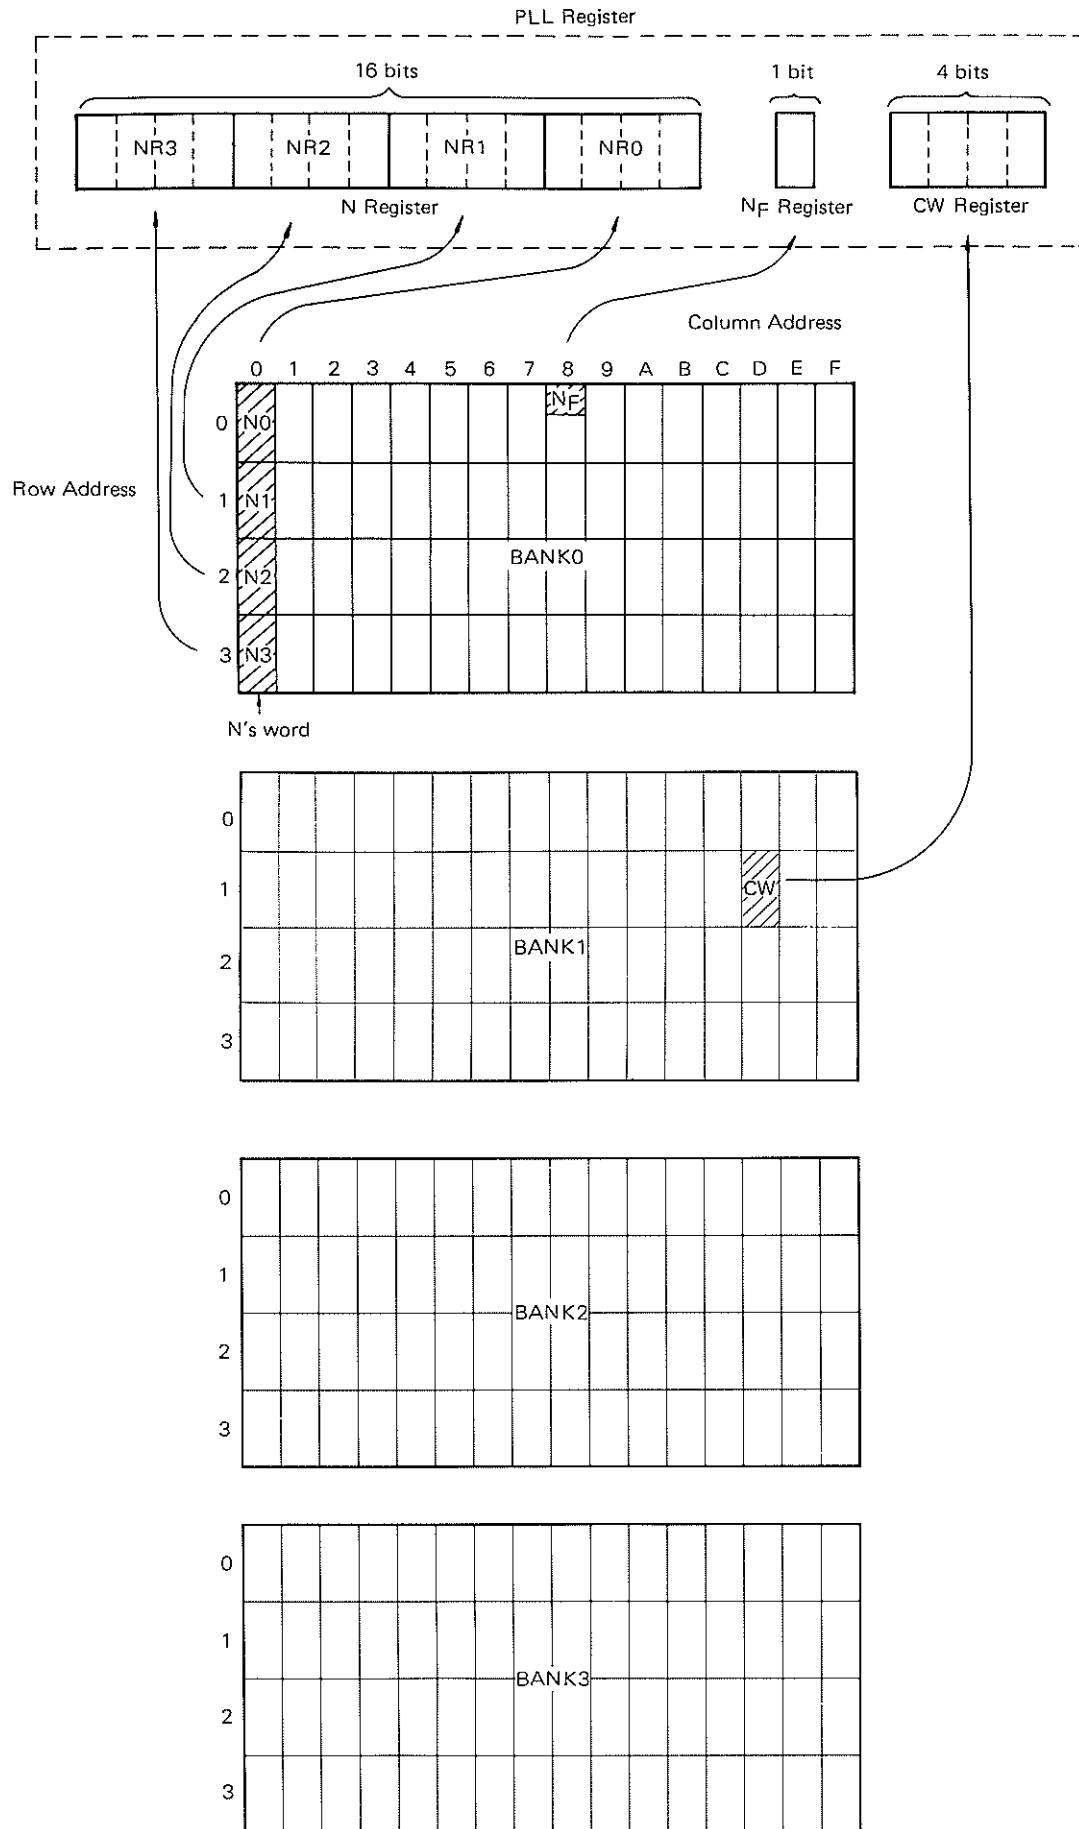 PLL Register
16 bits 1 bit 4 bits
NR3 NR2 NR1 NR0
N Register NF Register CW Register
Column Address
0 1 2 3 4 5 6 7 8 9 A B C D E F
NF
0 N0
Row Address
1 N1
BANK0
2 N2
3 N3
N's word
0
1 CW
BANK1
2
3
0
1
BANK2
2
3
0
1
BANK3
2
3